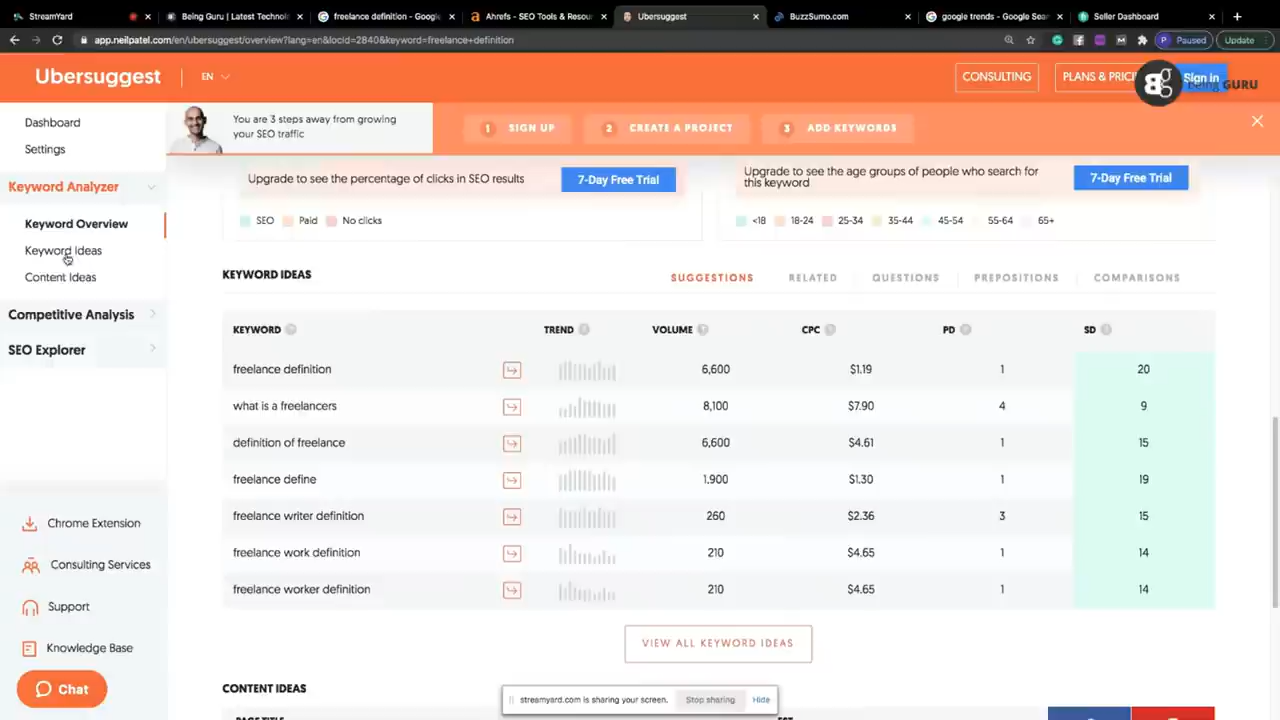 StreamYard
Being Guru | Latest Technol
freelance definition - Google
Ahrefs - SEO Tools & Resour
Ubersuggest
BuzzSumo.com
google trends - Google Sear
Seller Dashboard
app.neilpatel.com/en/ubersuggest/overview?lang=en&locId=2840&keyword=freelance+definition
Paused
Update
Ubersuggest
EN
CONSULTING
PLANS & PRICI
Sign in
being GURU
Dashboard
Settings
Keyword Analyzer
Keyword Overview
Keyword Ideas
Content Ideas
Competitive Analysis
SEO Explorer
Chrome Extension
Consulting Services
Support
Knowledge Base
Chat
You are 3 steps away from growing
your SEO traffic
1 SIGN UP
2 CREATE A PROJECT
3 ADD KEYWORDS
Upgrade to see the percentage of clicks in SEO results
7-Day Free Trial
Upgrade to see the age groups of people who search for
this keyword
7-Day Free Trial
SEO Paid No clicks
<18 18-24 25-34 35-44 45-54 55-64 65+
KEYWORD IDEAS
SUGGESTIONS RELATED QUESTIONS PREPOSITIONS COMPARISONS
KEYWORD TREND VOLUME CPC PD SD
freelance definition 6,600 $1.19 1 20
what is a freelancers 8,100 $7.90 4 9
definition of freelance 6,600 $4.61 1 15
freelance define 1,900 $1.30 1 19
freelance writer definition 260 $2.36 3 15
freelance work definition 210 $4.65 1 14
freelance worker definition 210 $4.65 1 14
VIEW ALL KEYWORD IDEAS
CONTENT IDEAS
streamyard.com is sharing your screen.
Stop sharing
Hide
PAGE TITLE